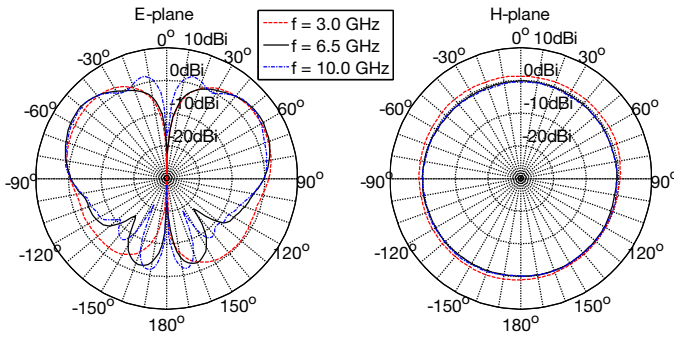 E-plane
0° 10dBi
-30° 30°
0dBi
-60° 60°
-10dBi
-20dBi
-90° 90°
-120° 120°
-150° 150°
180°
f = 3.0 GHz
f = 6.5 GHz
f = 10.0 GHz
H-plane
0° 10dBi
-30° 30°
0dBi
-60° 60°
-10dBi
-20dBi
-90° 90°
-120° 120°
-150° 150°
180°